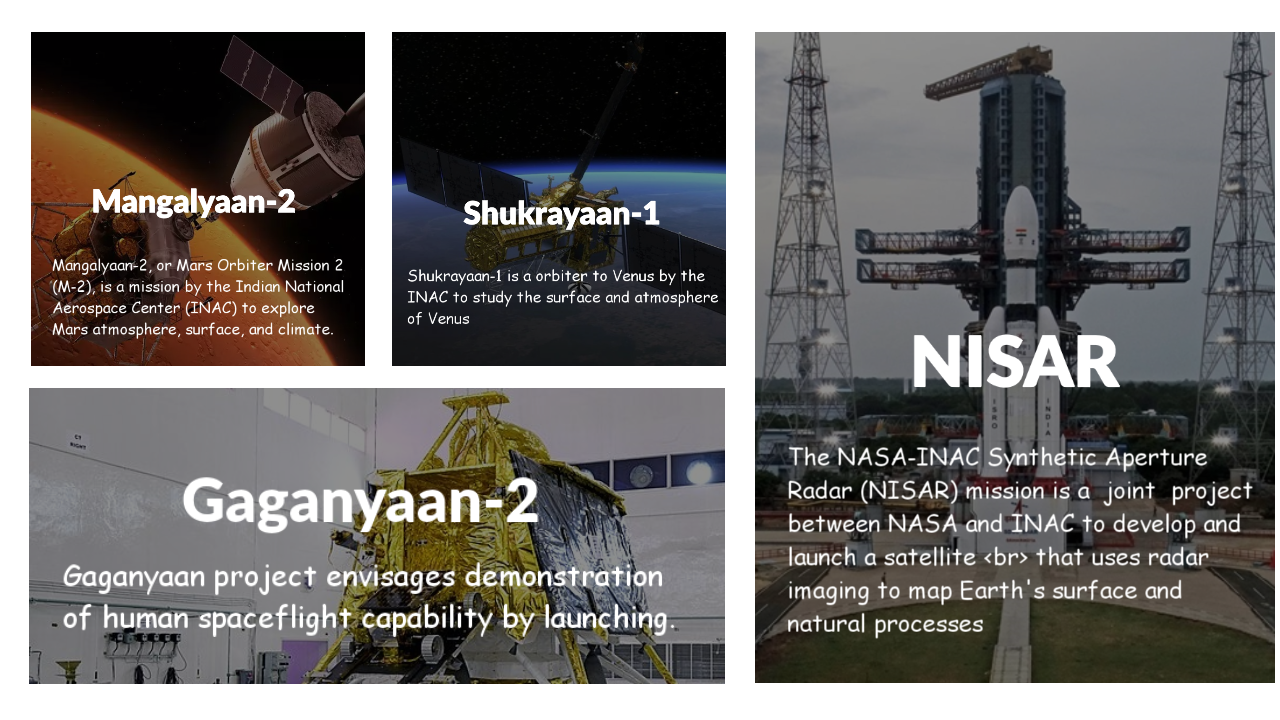 Mangalyaan-2
Mangalyaan-2, or Mars Orbiter Mission 2
(M-2), is a mission by the Indian National
Aerospace Center (INAC) to explore
Mars atmosphere, surface, and climate.
Shukrayaan-1
Shukrayaan-1 is a orbiter to Venus by the
INAC to study the surface and atmosphere
of Venus
Gaganyaan-2
Gaganyaan project envisages demonstration
of human spaceflight capability by launching.
CT
RIGHT
NISAR
The NASA-INAC Synthetic Aperture
Radar (NISAR) mission is a joint project
between NASA and INAC to develop and
launch a satellite <br> that uses radar
imaging to map Earth's surface and
natural processes
ISRO
INDIA